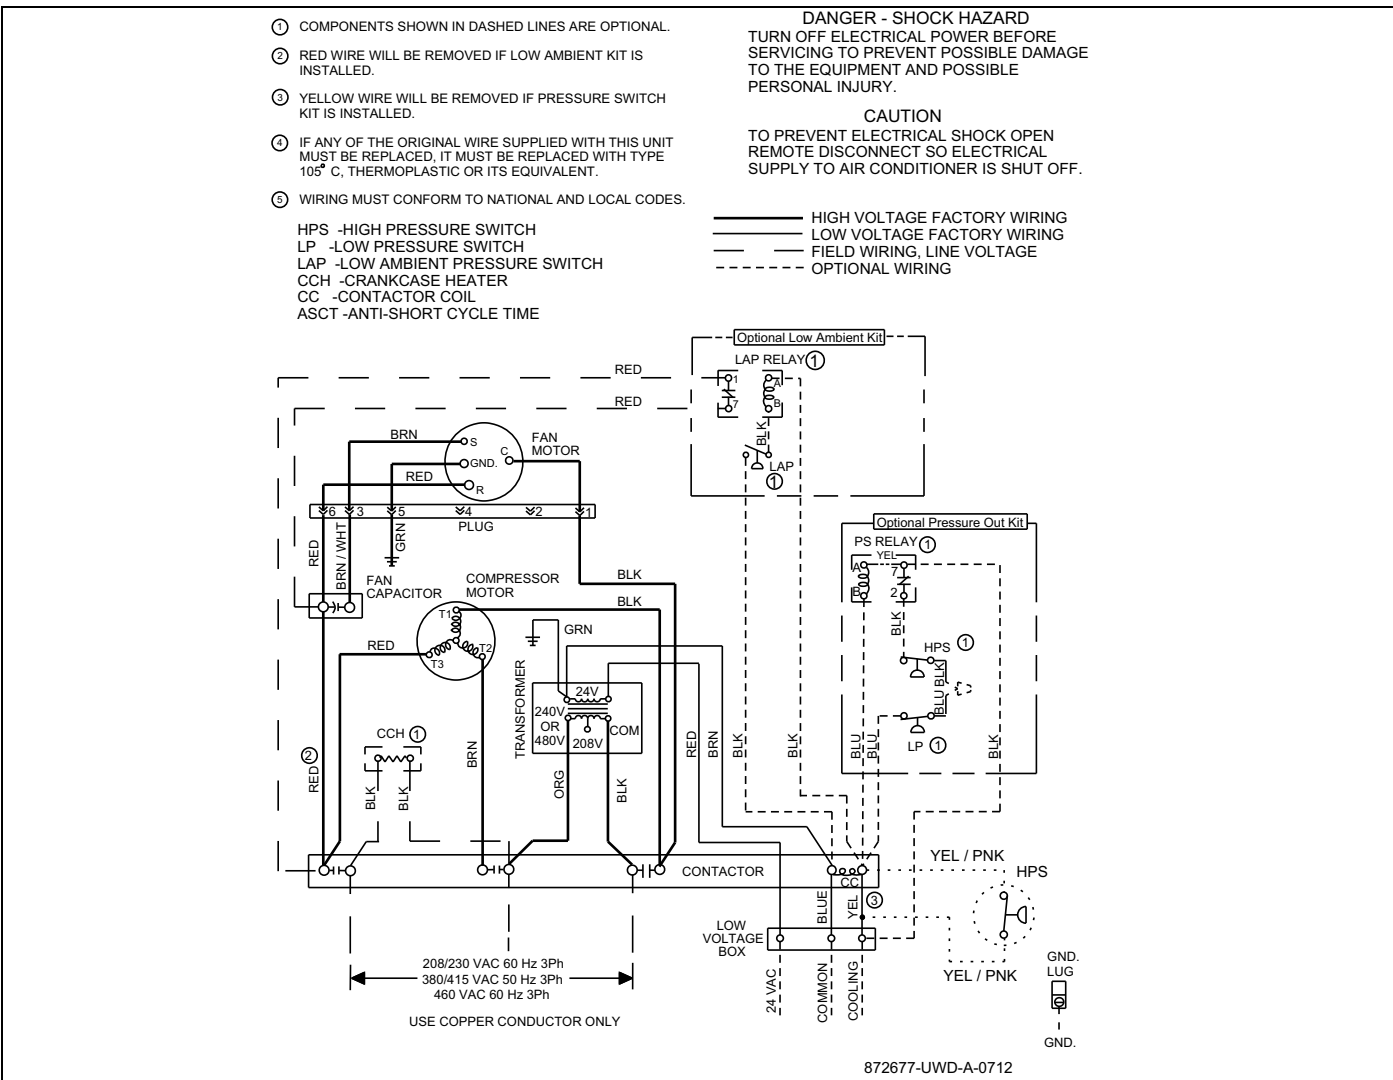 1 COMPONENTS SHOWN IN DASHED LINES ARE OPTIONAL.
2 RED WIRE WILL BE REMOVED IF LOW AMBIENT KIT IS
INSTALLED.
3 YELLOW WIRE WILL BE REMOVED IF PRESSURE SWITCH
KIT IS INSTALLED.
4 IF ANY OF THE ORIGINAL WIRE SUPPLIED WITH THIS UNIT
MUST BE REPLACED, IT MUST BE REPLACED WITH TYPE
105° C, THERMOPLASTIC OR ITS EQUIVALENT.
5 WIRING MUST CONFORM TO NATIONAL AND LOCAL CODES.
HPS -HIGH PRESSURE SWITCH
LP -LOW PRESSURE SWITCH
LAP -LOW AMBIENT PRESSURE SWITCH
CCH -CRANKCASE HEATER
CC -CONTACTOR COIL
ASCT -ANTI-SHORT CYCLE TIME
DANGER - SHOCK HAZARD
TURN OFF ELECTRICAL POWER BEFORE
SERVICING TO PREVENT POSSIBLE DAMAGE
TO THE EQUIPMENT AND POSSIBLE
PERSONAL INJURY.
CAUTION
TO PREVENT ELECTRICAL SHOCK OPEN
REMOTE DISCONNECT SO ELECTRICAL
SUPPLY TO AIR CONDITIONER IS SHUT OFF.
HIGH VOLTAGE FACTORY WIRING
LOW VOLTAGE FACTORY WIRING
FIELD WIRING, LINE VOLTAGE
OPTIONAL WIRING
Optional Low Ambient Kit
LAP RELAY 1
1
A
7
B
BLK
LAP
1
RED
RED
BRN
S
FAN
MOTOR
C
GND.
RED
R
6
3
5
4
2
1
PLUG
RED
BRN / WHT
GRN
FAN
CAPACITOR
COMPRESSOR
MOTOR
T1
T2
T3
RED
BLK
BLK
GRN
TRANSFORMER
24V
240V
OR
480V
208V
COM
Optional Pressure Out Kit
PS RELAY 1
YEL
A
7
B
2
BLK
HPS 1
BLK
BLU
LP 1
CCH 1
2
RED
BLK
BLK
BRN
ORG
BLK
RED
BRN
BLK
BLK
BLU
BLU
BLK
CONTACTOR
CC
YEL / PNK
HPS
BLUE
YEL
3
LOW
VOLTAGE
BOX
YEL / PNK
24 VAC
COMMON
COOLING
GND.
LUG
GND.
208/230 VAC 60 Hz 3Ph
380/415 VAC 50 Hz 3Ph
460 VAC 60 Hz 3Ph
USE COPPER CONDUCTOR ONLY
872677-UWD-A-0712